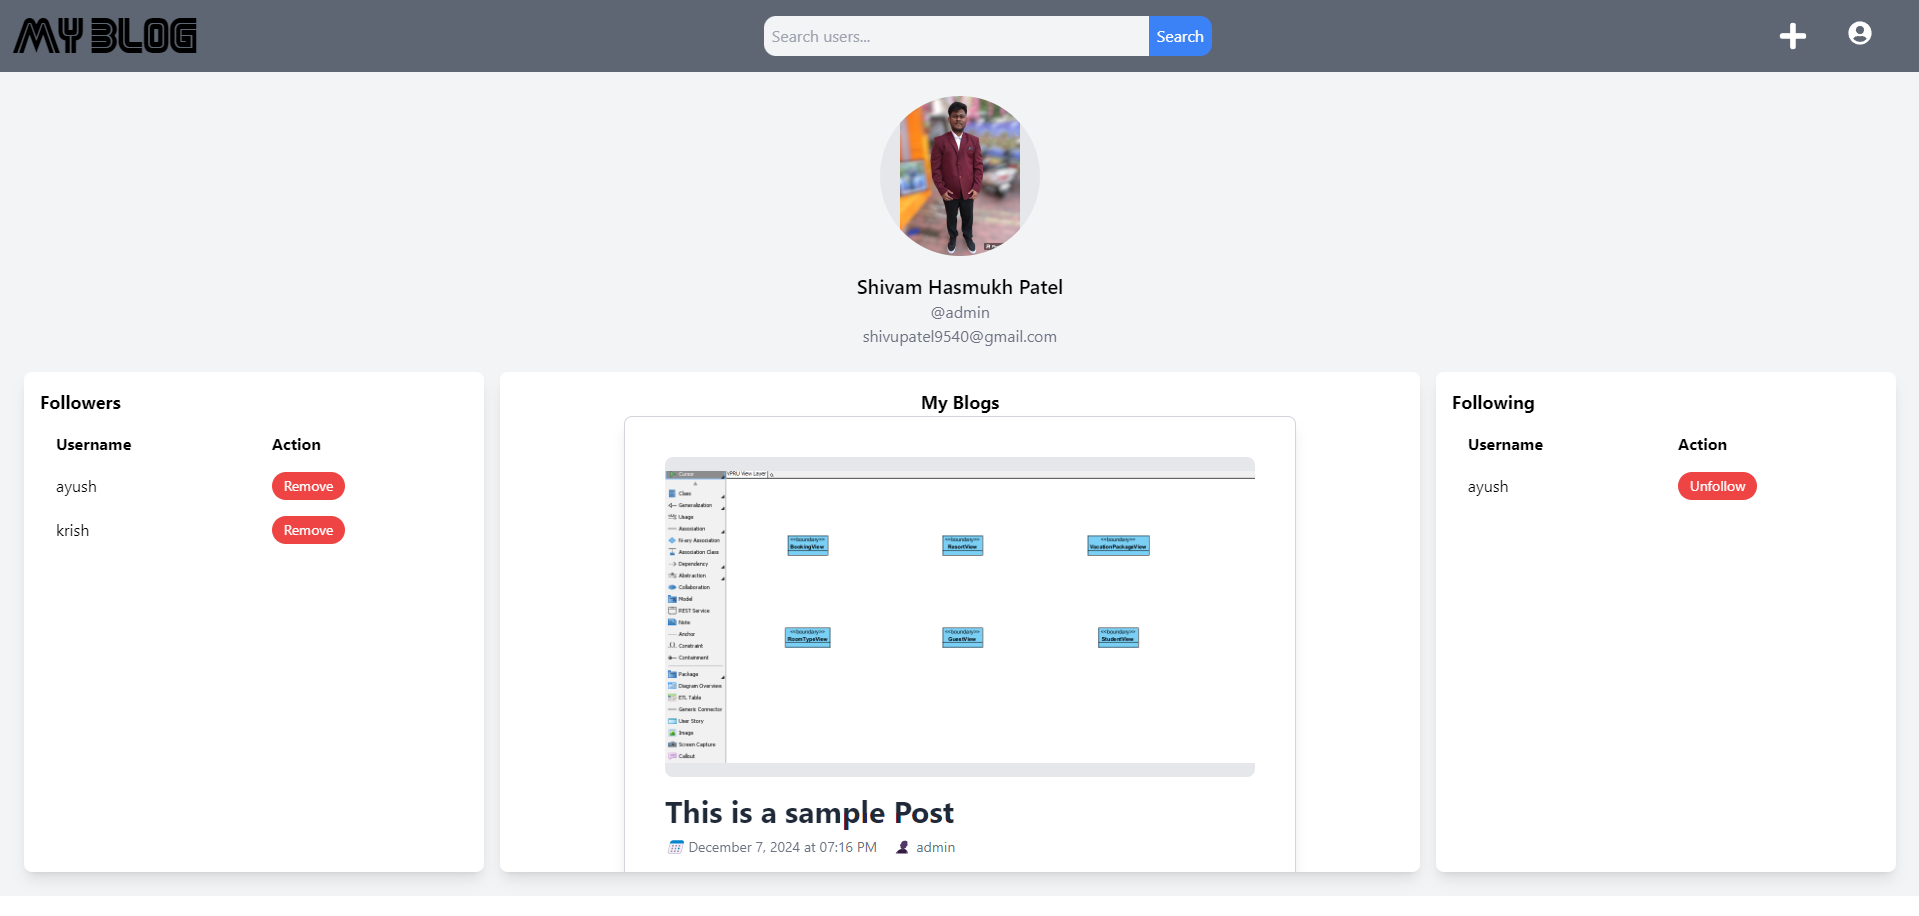 MY BLOG
Search users...
Search
Shivam Hasmukh Patel
@admin
shivupatel9540@gmail.com
Followers
Username Action
ayush Remove
krish Remove
My Blogs
Cursor
VPRU View Layer
Class
Generalization
Usage
Association
N-ary Association
Association Class
Dependency
Abstraction
Collaboration
Model
REST Service
Note
Anchor
Constraint
Containment
Package
Diagram Overview
ETL Table
Generic Connector
User Story
Image
Screen Capture
Callout
<<boundary>>
BookingView
<<boundary>>
ResortView
<<boundary>>
VacationPackageView
<<boundary>>
RoomTypeView
<<boundary>>
GuestView
<<boundary>>
StudentView
This is a sample Post
December 7, 2024 at 07:16 PM admin
Following
Username Action
ayush Unfollow